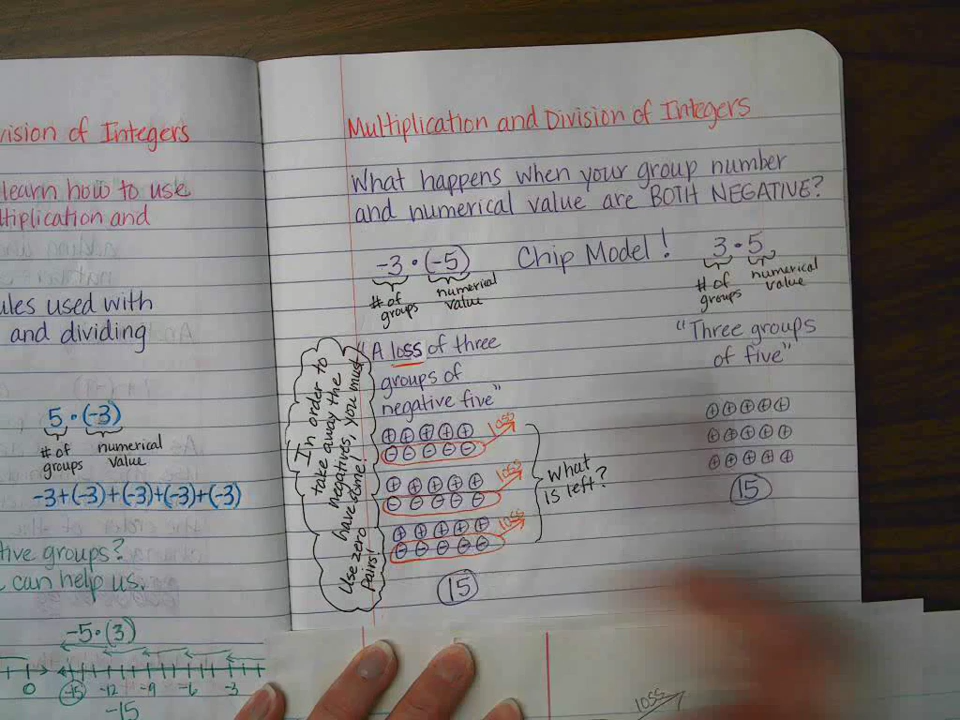 vision of Integers
learn how to use
ltiplication and
ules used with
and dividing
5 · (-3)
# of groups
numerical value
-3+(-3)+(-3)+(-3)+(-3)
tive groups?
can help us.
-5 · (3)
0 -15 -12 -9 -6 -3
-15
Multiplication and Division of Integers
What happens when your group number
and numerical value are BOTH NEGATIVE?
-3 · (-5)
# of groups
numerical value
Chip Model!
3 · 5
# of groups
numerical value
"A loss of three
groups of
negative five"
In order to
take away the
negatives, you must
have some!
Use zero
pairs!
+ + + + +
- - - - -
loss
+ + + + +
- - - - -
loss
+ + + + +
- - - - -
loss
What
is left?
15
"Three groups
of five"
+ + + + +
+ + + + +
+ + + + +
15
loss